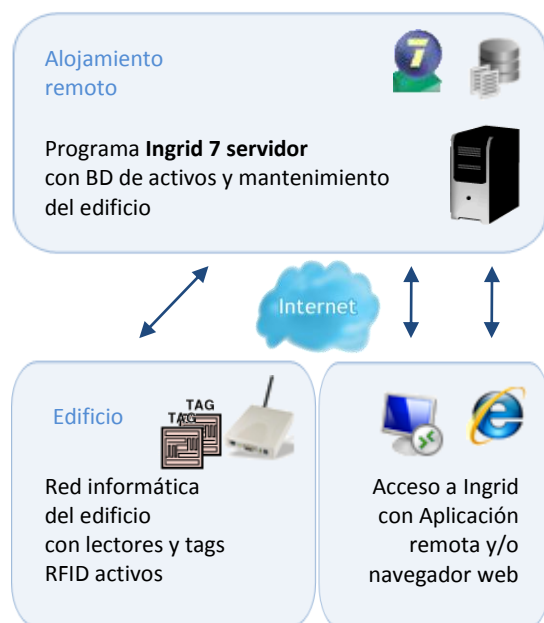 Alojamiento
remoto
7
Programa Ingrid 7 servidor
con BD de activos y mantenimiento
del edificio
Internet
Edificio
TAG
TAG
Red informática
del edificio
con lectores y tags
RFID activos
Acceso a Ingrid
con Aplicación
remota y/o
navegador web